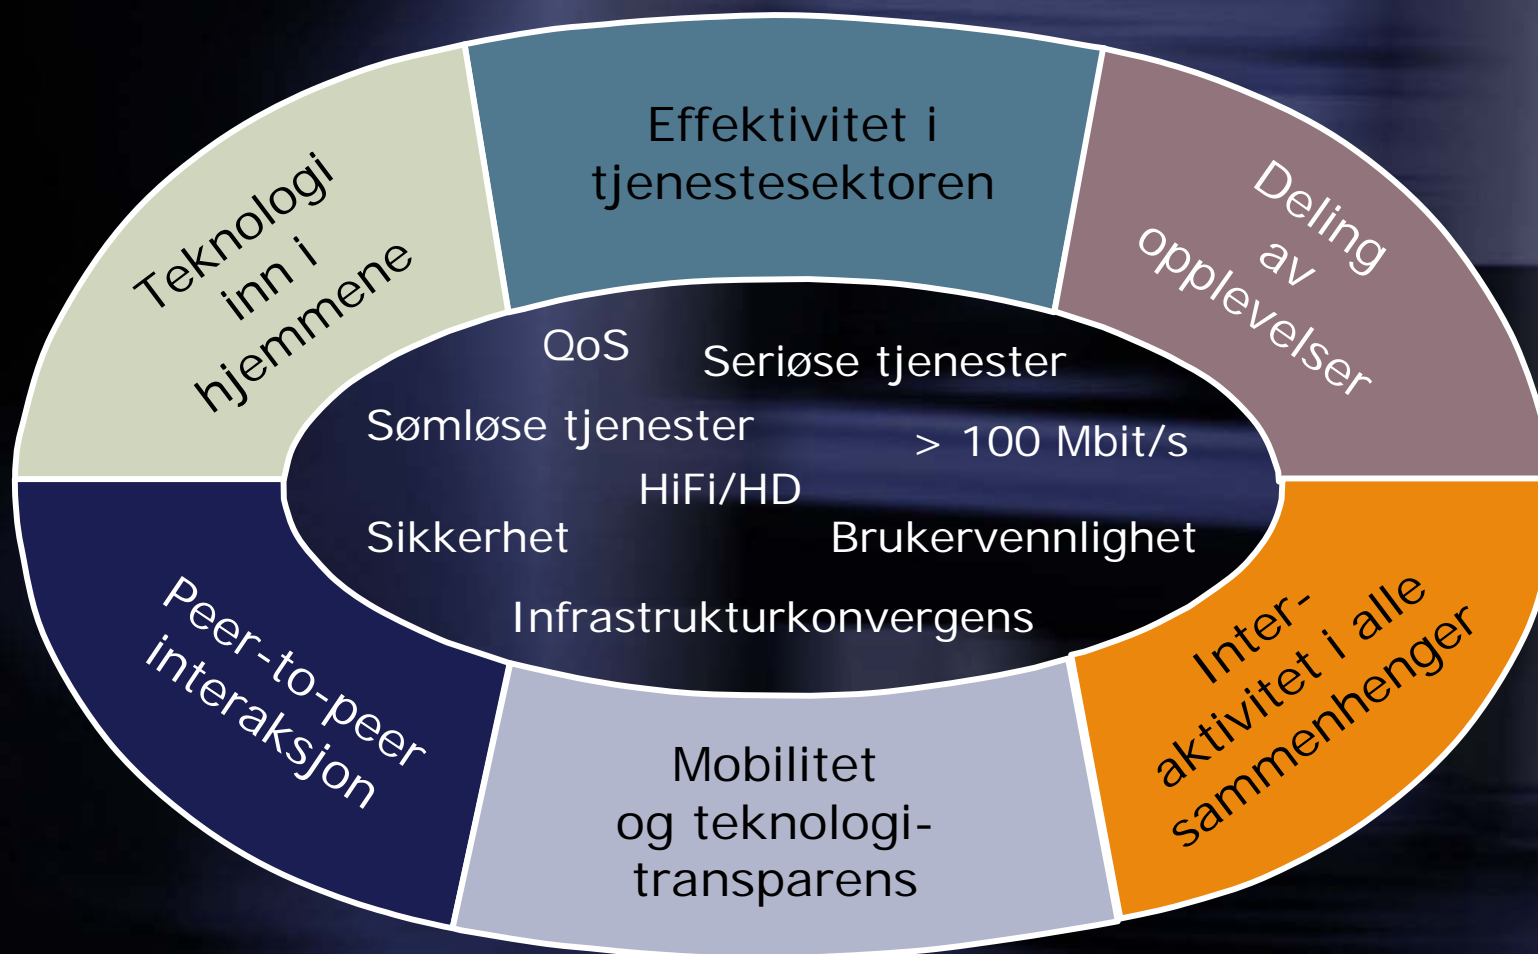 Effektivitet i
tjenestesektoren
Teknologi
inn i
hjemmene
Deling
av
opplevelser
QoS
Seriøse tjenester
Sømløse tjenester
> 100 Mbit/s
HiFi/HD
Sikkerhet
Brukervennlighet
Infrastrukturkonvergens
Peer-to-peer
interaksjon
Mobilitet
og teknologi-
transparens
Inter-
aktivitet i alle
sammenhenger